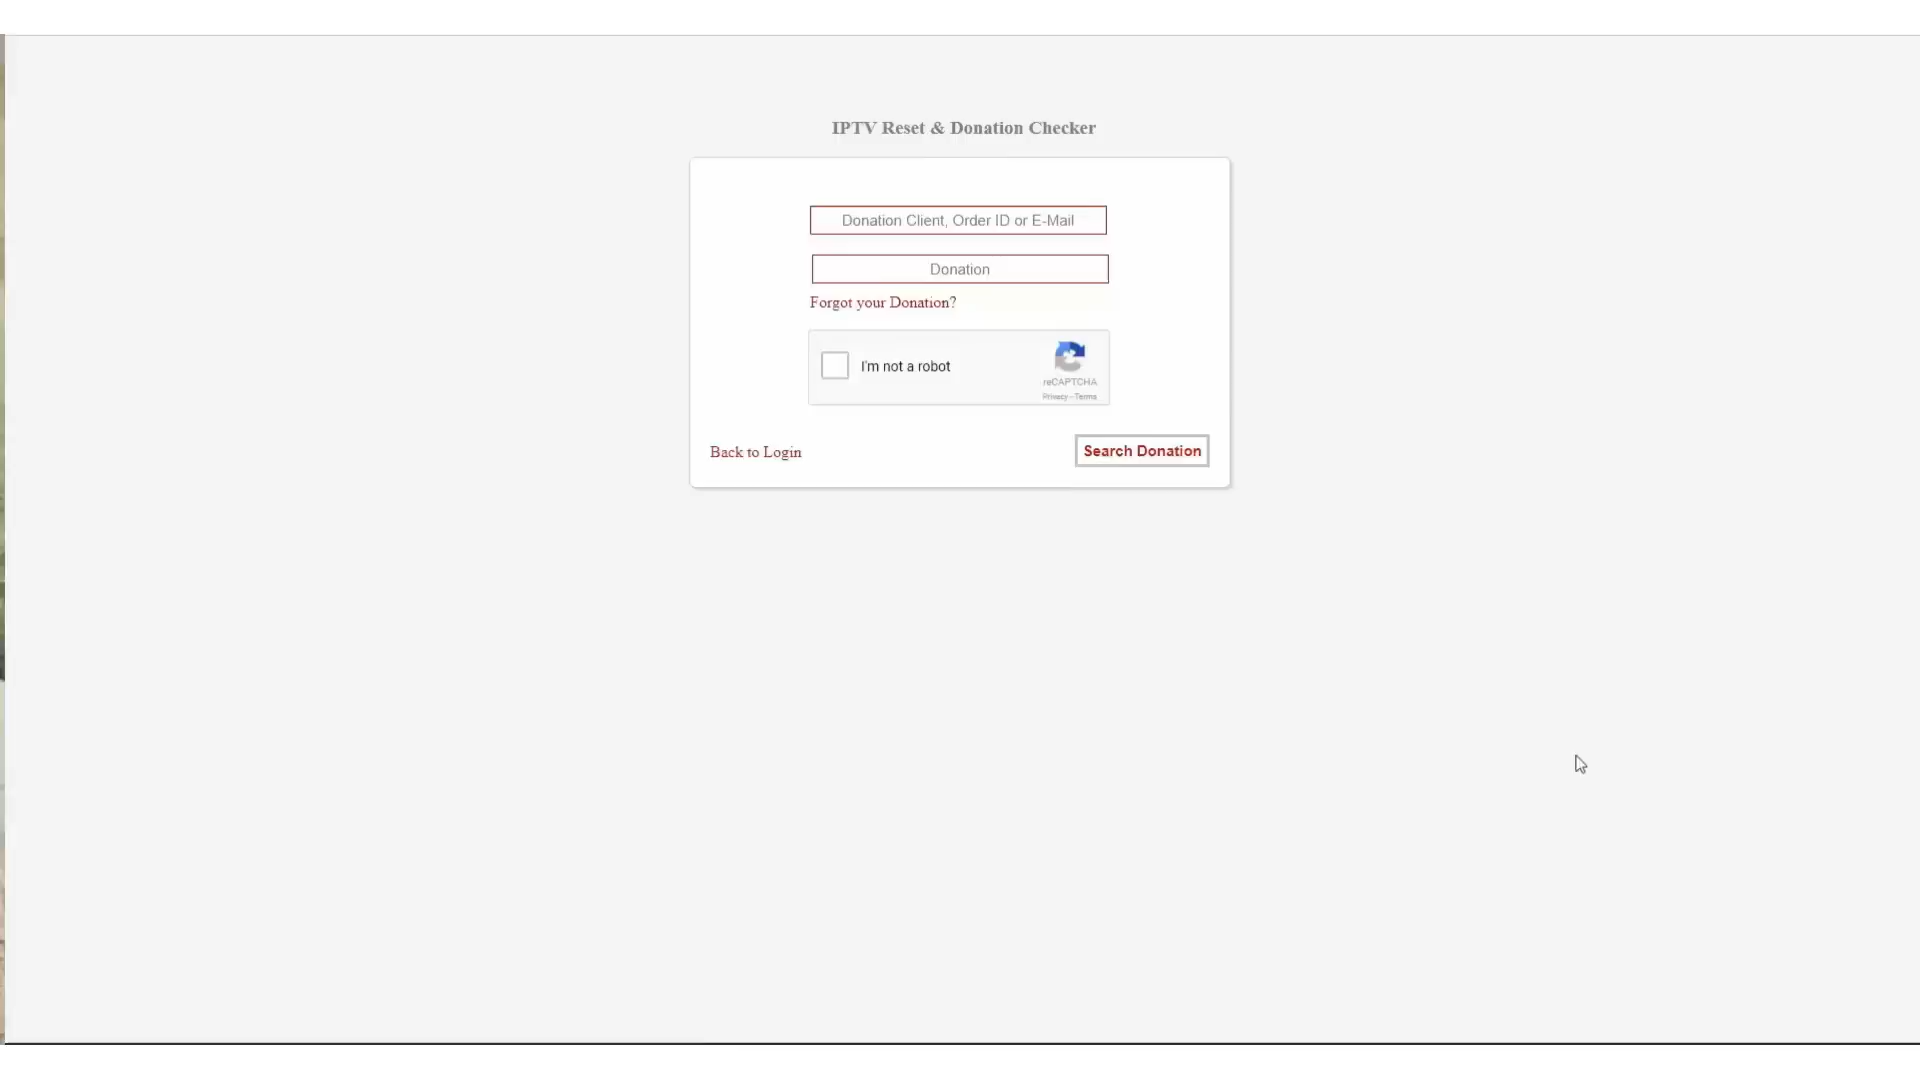 IPTV Reset & Donation Checker
Donation Client, Order ID or E-Mail
Donation
Forgot your Donation?
I'm not a robot
reCAPTCHA
Privacy - Terms
Back to Login
Search Donation